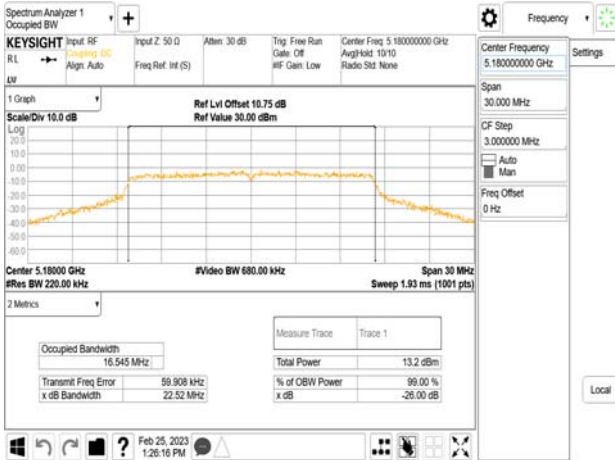 Spectrum Analyzer 1
Occupied BW
Frequency
KEYSIGHT
R L
Input: RF
Coupling: DC
Align: Auto
Input Z: 50 Ω
Freq Ref: Int (S)
Atten: 30 dB
Trig: Free Run
Gate: Off
#IF Gain: Low
Center Freq: 5.180000000 GHz
Avg|Hold: 10/10
Radio Std: None
Center Frequency
5.180000000 GHz
Settings
Span
30.000 MHz
CF Step
3.000000 MHz
Auto
Man
Freq Offset
0 Hz
Local
1 Graph
Scale/Div 10.0 dB
Ref Lvl Offset 10.75 dB
Ref Value 30.00 dBm
Log
20.0
10.0
0.00
-10.0
-20.0
-30.0
-40.0
-50.0
-60.0
Center 5.18000 GHz
#Res BW 220.00 kHz
#Video BW 680.00 kHz
Span 30 MHz
Sweep 1.93 ms (1001 pts)
2 Metrics
Measure Trace Trace 1
Occupied Bandwidth
16.545 MHz
Total Power 13.2 dBm
Transmit Freq Error 59.908 kHz
% of OBW Power 99.00 %
x dB Bandwidth 22.52 MHz
x dB -26.00 dB
?
Feb 25, 2023
1:26:16 PM